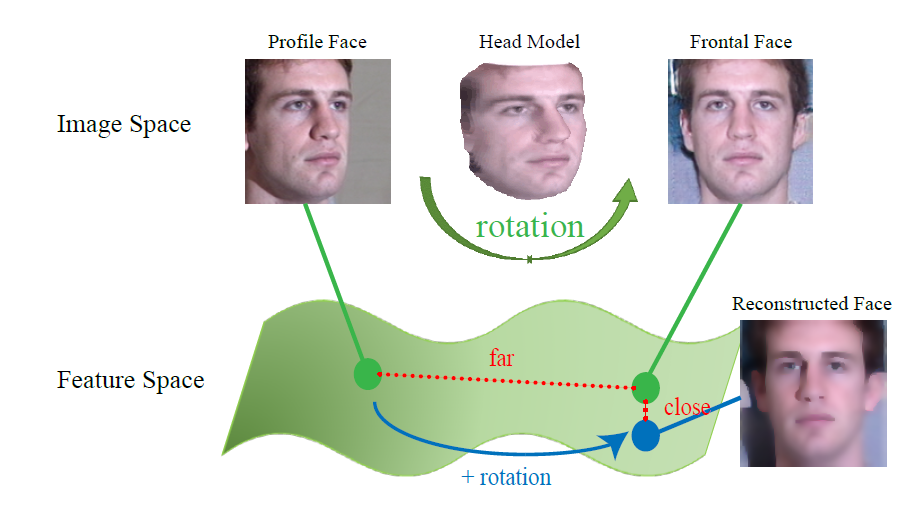 Profile Face
Head Model
Frontal Face
Image Space
rotation
Reconstructed Face
far
Feature Space
close
+ rotation